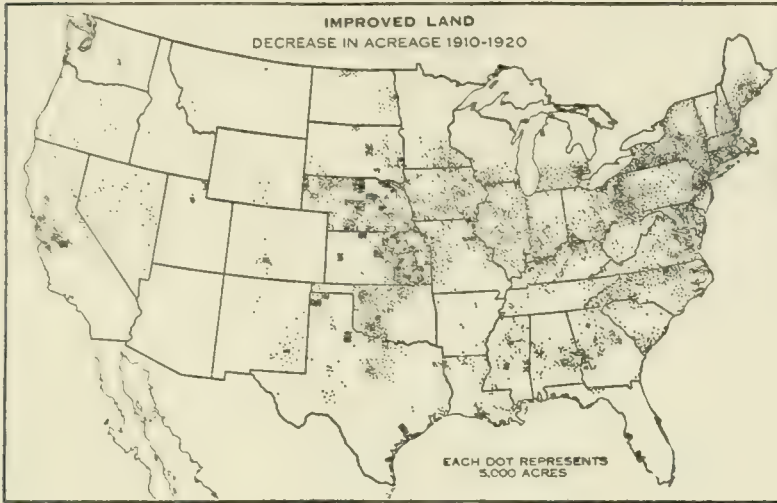 IMPROVED LAND
DECREASE IN ACREAGE 1910-1920
EACH DOT REPRESENTS
5,000 ACRES